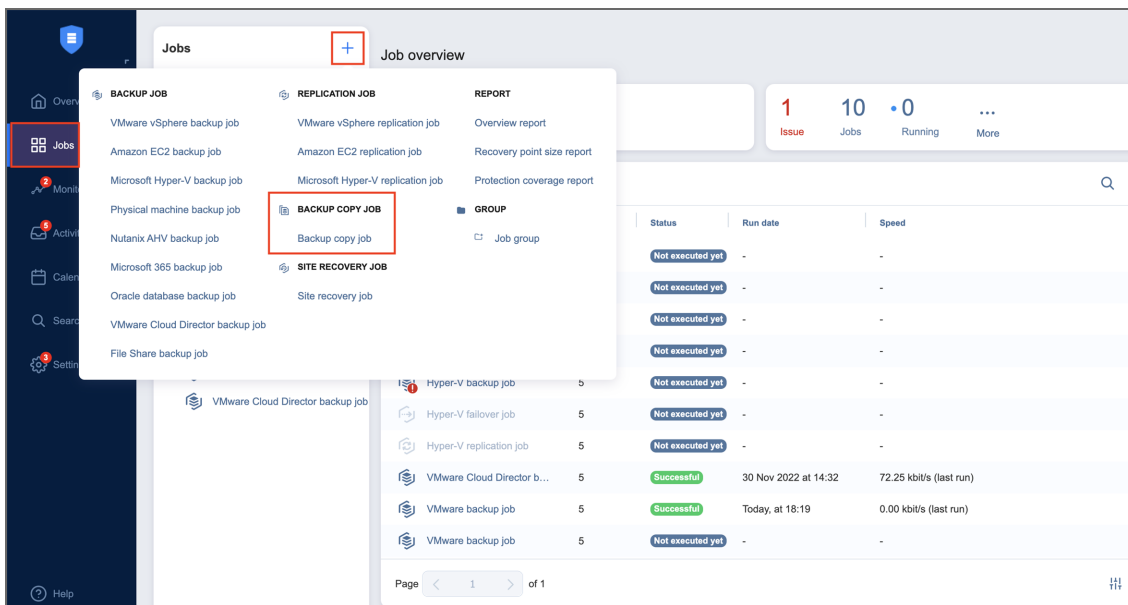 Jobs
+
Job overview
Overv
Jobs
2
Monit
5
Activi
Calen
Searc
3
Settin
Help
BACKUP JOB
VMware vSphere backup job
Amazon EC2 backup job
Microsoft Hyper-V backup job
Physical machine backup job
Nutanix AHV backup job
Microsoft 365 backup job
Oracle database backup job
VMware Cloud Director backup job
File Share backup job
REPLICATION JOB
VMware vSphere replication job
Amazon EC2 replication job
Microsoft Hyper-V replication job
BACKUP COPY JOB
Backup copy job
SITE RECOVERY JOB
Site recovery job
REPORT
Overview report
Recovery point size report
Protection coverage report
GROUP
Job group
VMware Cloud Director backup job
1 10 0 ...
Issue Jobs Running More
Status Run date Speed
Not executed yet - -
Not executed yet - -
Not executed yet - -
Not executed yet - -
Hyper-V backup job 5 Not executed yet - -
Hyper-V failover job 5 Not executed yet - -
Hyper-V replication job 5 Not executed yet - -
VMware Cloud Director b... 5 Successful 30 Nov 2022 at 14:32 72.25 kbit/s (last run)
VMware backup job 5 Successful Today, at 18:19 0.00 kbit/s (last run)
VMware backup job 5 Not executed yet - -
Page < 1 > of 1